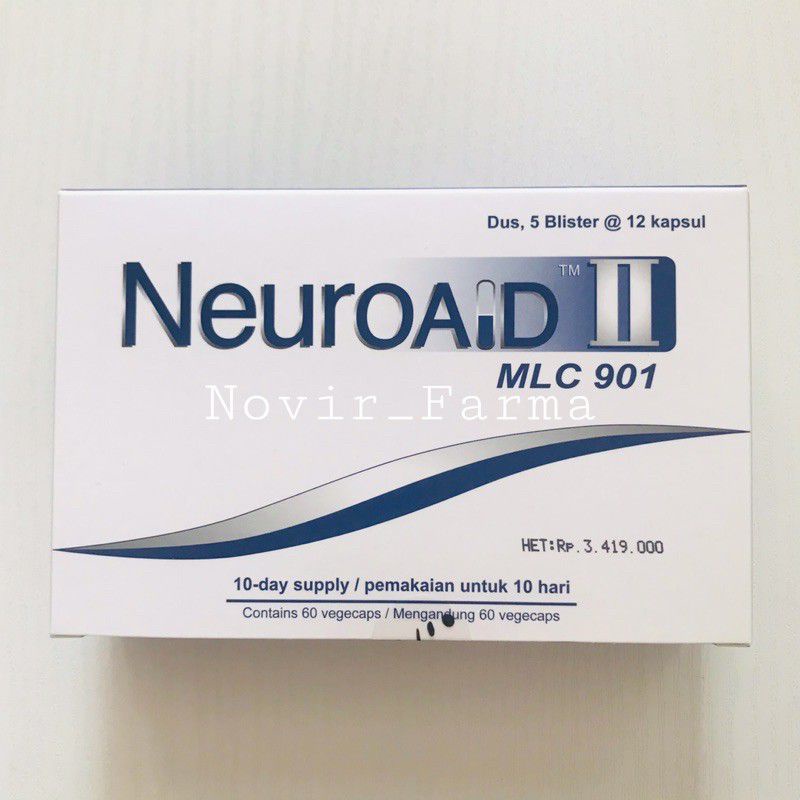 Dus, 5 Blister @ 12 kapsul
NeuroAiD™ II
MLC 901
Novir_Farma
HET:Rp.3.419.000
10-day supply / pemakaian untuk 10 hari
Contains 60 vegecaps / Mengandung 60 vegecaps